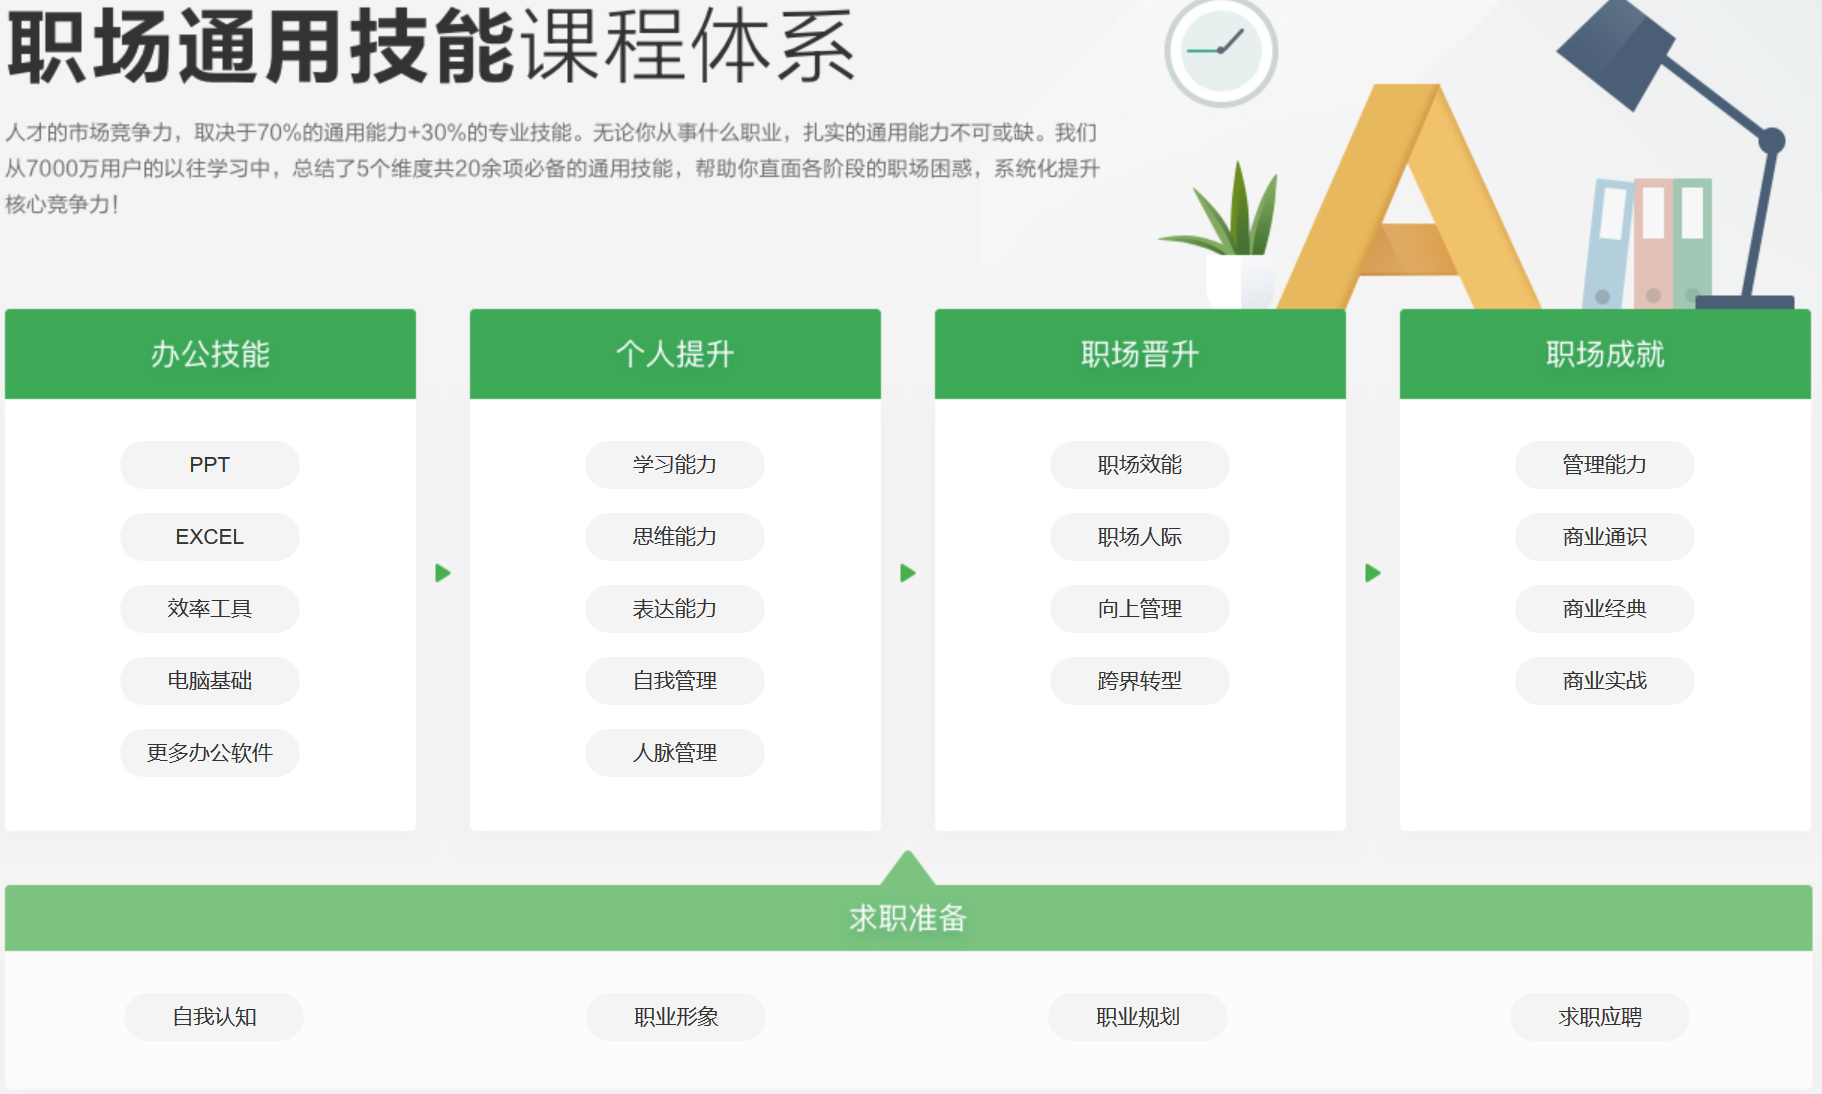 职场通用技能课程体系
人才的市场竞争力，取决于70%的通用能力+30%的专业技能。无论你从事什么职业，扎实的通用能力不可或缺。我们
从7000万用户的以往学习中，总结了5个维度共20余项必备的通用技能，帮助你直面各阶段的职场困惑，系统化提升
核心竞争力！
办公技能
PPT
EXCEL
效率工具
电脑基础
更多办公软件
个人提升
学习能力
思维能力
表达能力
自我管理
人脉管理
职场晋升
职场效能
职场人际
向上管理
跨界转型
职场成就
管理能力
商业通识
商业经典
商业实战
求职准备
自我认知
职业形象
职业规划
求职应聘